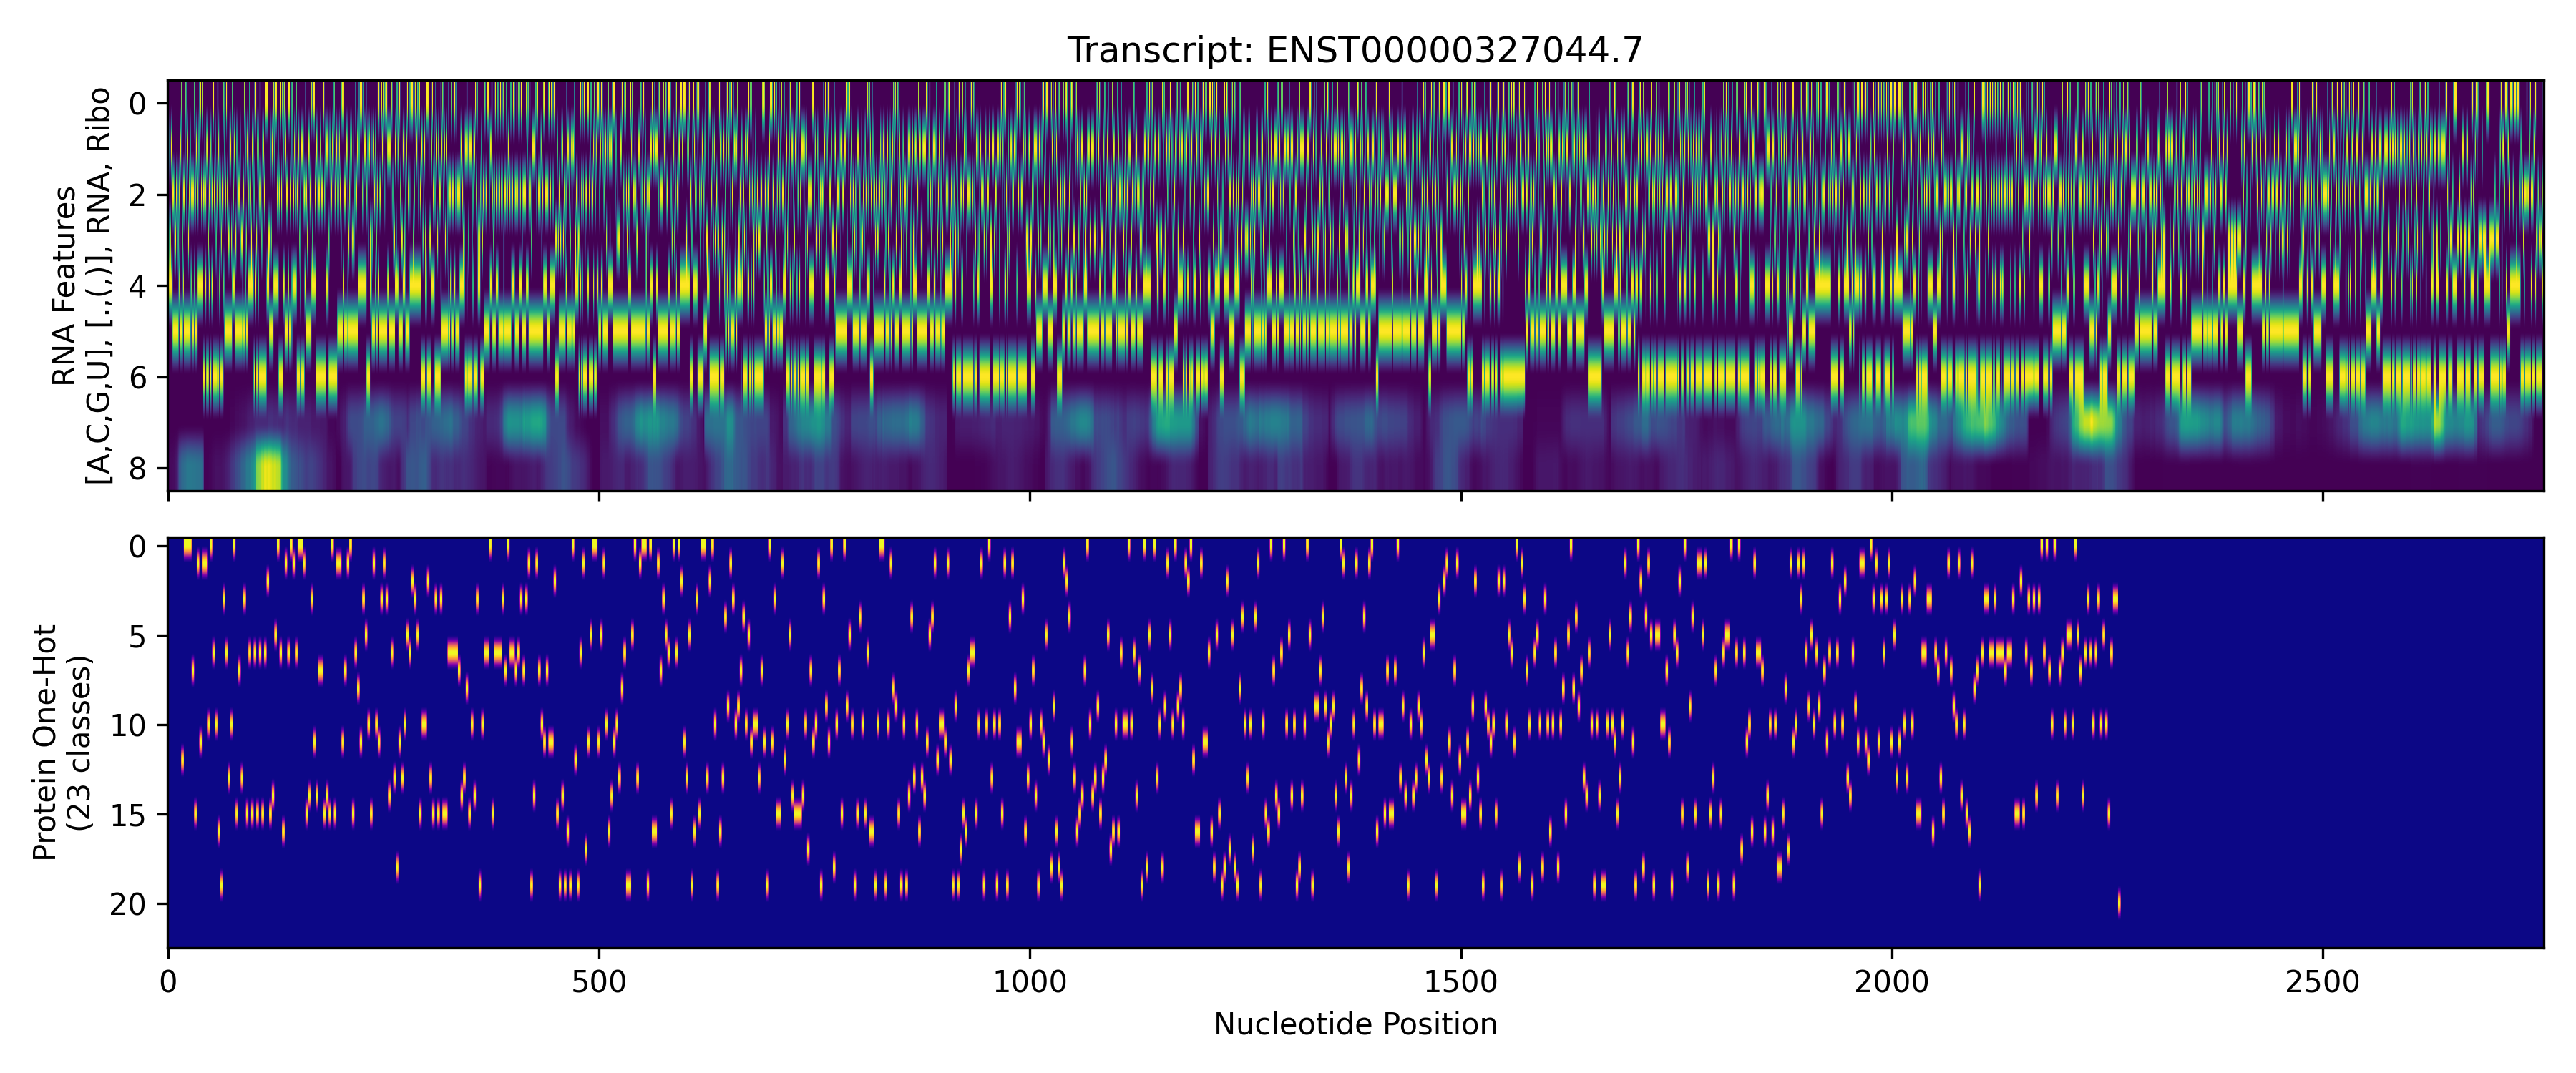 Transcript: ENST00000327044.7
RNA Features
[A,C,G,U], [.,(,)], RNA, Ribo
0
2
4
6
8
Protein One-Hot
(23 classes)
0
5
10
15
20
0 500 1000 1500 2000 2500
Nucleotide Position